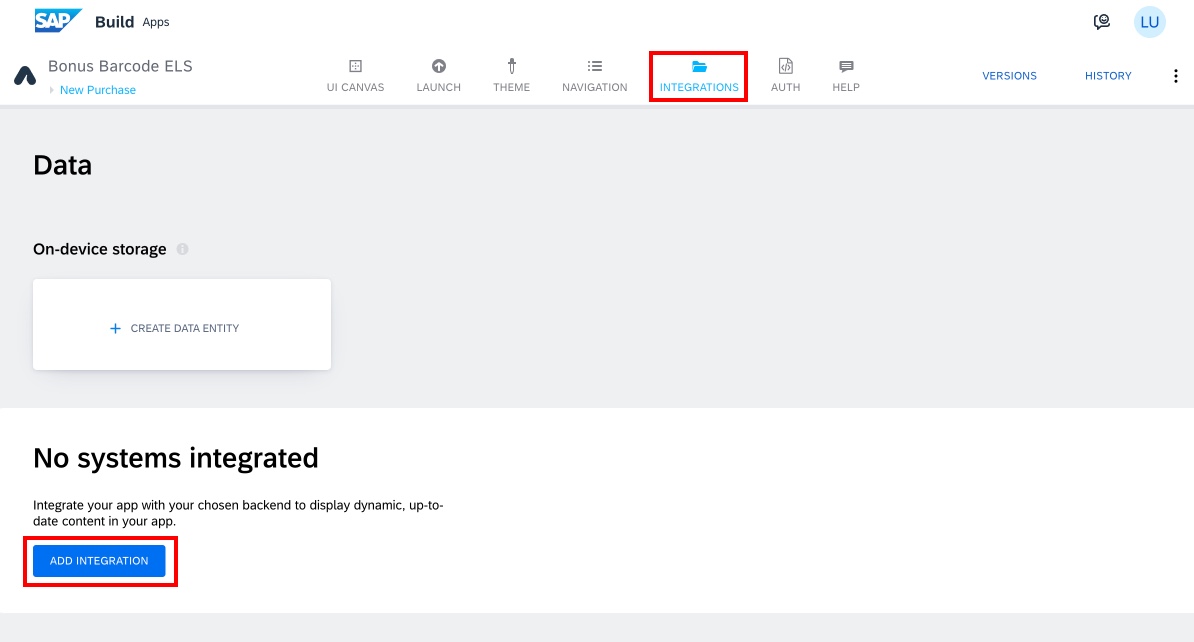 SAP Build Apps
LU
Bonus Barcode ELS
New Purchase
UI CANVAS
LAUNCH
THEME
NAVIGATION
INTEGRATIONS
AUTH
HELP
VERSIONS
HISTORY
Data
On-device storage
+ CREATE DATA ENTITY
No systems integrated
Integrate your app with your chosen backend to display dynamic, up-to-
date content in your app.
ADD INTEGRATION